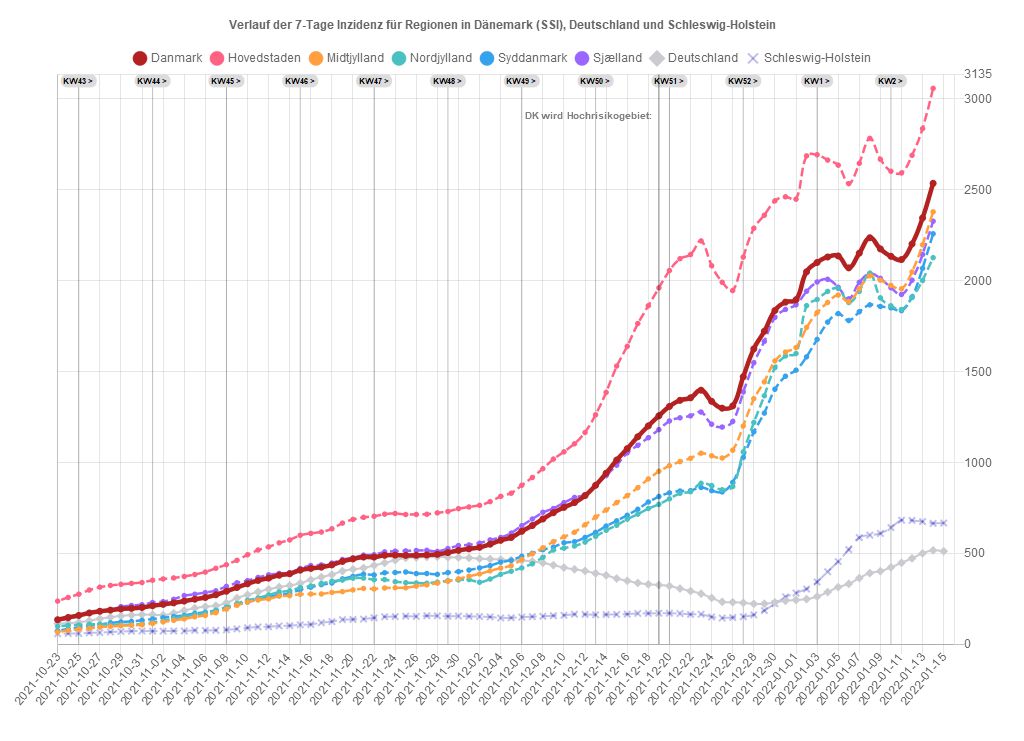 Verlauf der 7-Tage Inzidenz für Regionen in Dänemark (SSI), Deutschland und Schleswig-Holstein
Danmark Hovedstaden Midtjylland Nordjylland Syddanmark Sjælland Deutschland Schleswig-Holstein
KW43 > KW44 > KW45 > KW46 > KW47 > KW48 > KW49 > KW50 > KW51 > KW52 > KW1 > KW2 >
3135
3000
DK wird Hochrisikogebiet:
2500
2000
1500
1000
500
0
2021-10-23 2021-10-25 2021-10-27 2021-10-29 2021-10-31 2021-11-02 2021-11-04 2021-11-06 2021-11-08 2021-11-10 2021-11-12 2021-11-14 2021-11-16 2021-11-18 2021-11-20 2021-11-22 2021-11-24 2021-11-26 2021-11-28 2021-11-30 2021-12-02 2021-12-04 2021-12-06 2021-12-08 2021-12-10 2021-12-12 2021-12-14 2021-12-16 2021-12-18 2021-12-20 2021-12-22 2021-12-24 2021-12-26 2021-12-28 2021-12-30 2022-01-01 2022-01-03 2022-01-05 2022-01-07 2022-01-09 2022-01-11 2022-01-13 2022-01-15